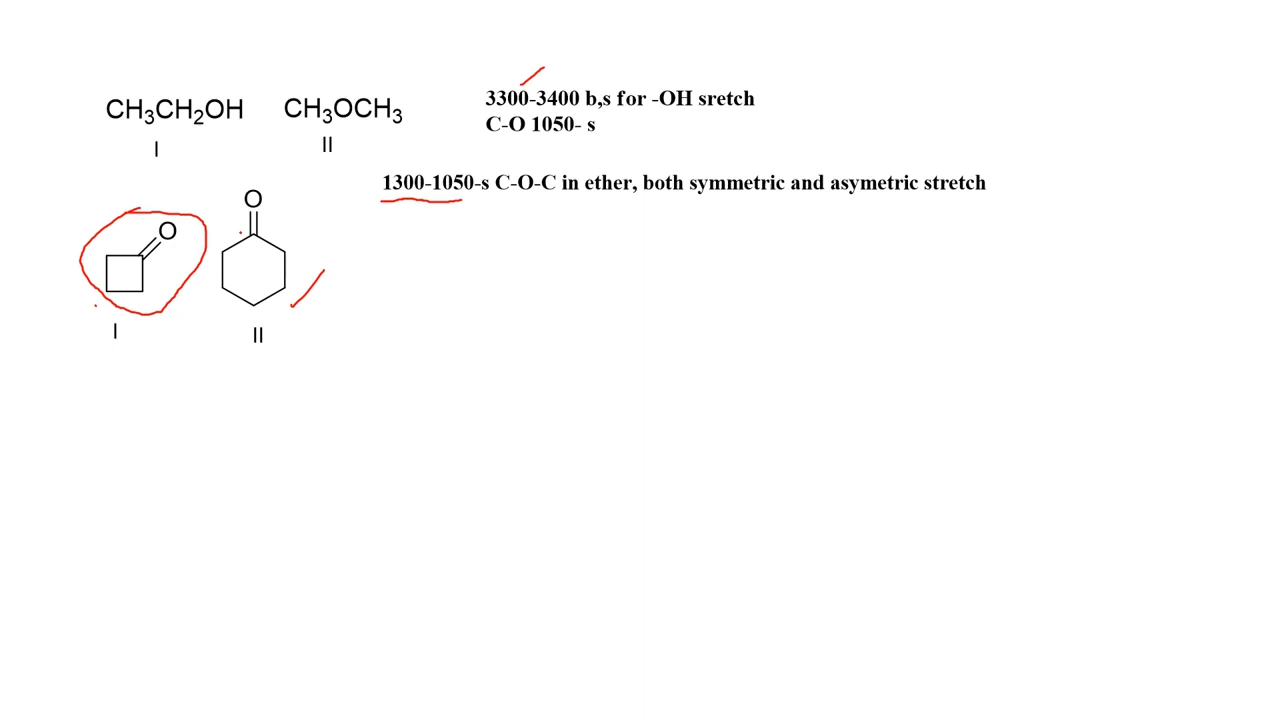 CH3CH2OH CH3OCH3
I II
3300-3400 b,s for -OH sretch
C-O 1050- s
1300-1050-s C-O-C in ether, both symmetric and asymetric stretch
O O
I II